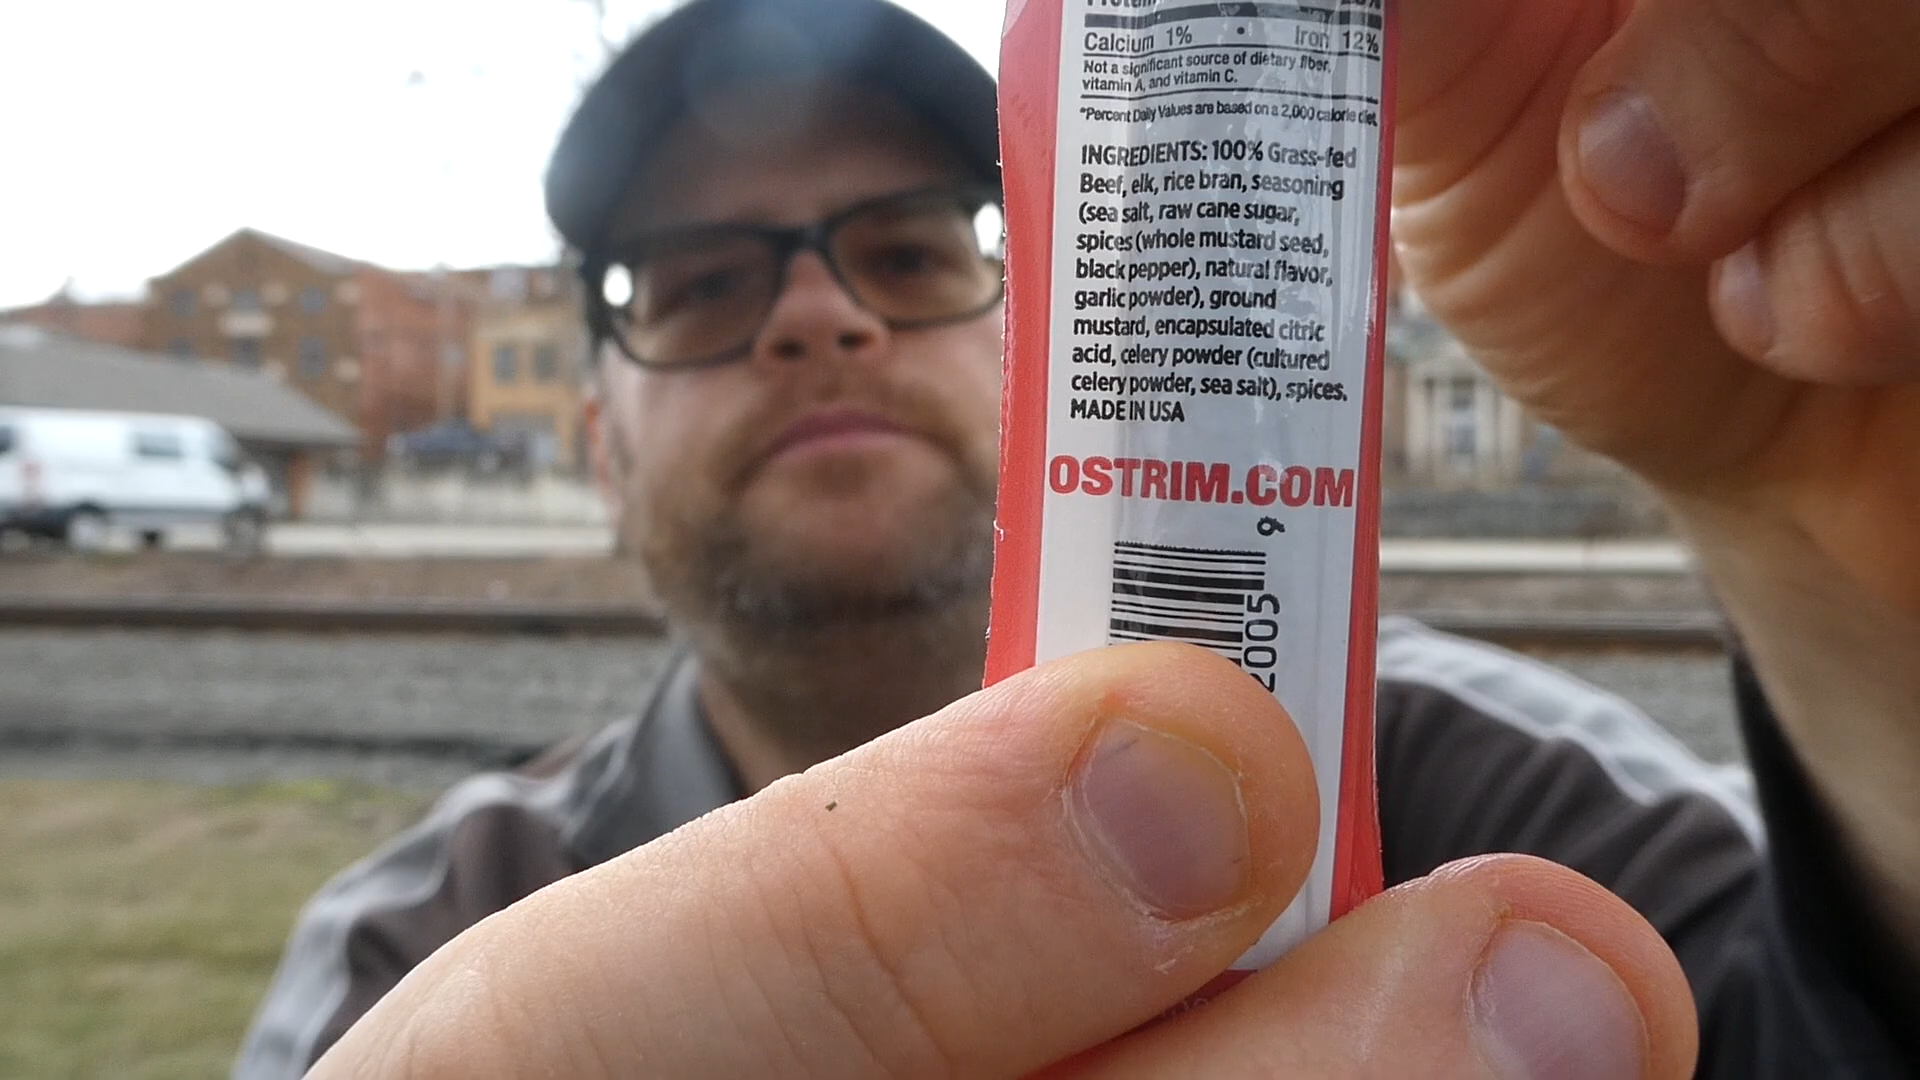 Protein
Calcium 1% • Iron 12%
Not a significant source of dietary fiber,
vitamin A, and vitamin C.
*Percent Daily Values are based on a 2,000 calorie diet.
INGREDIENTS: 100% Grass-fed
Beef, elk, rice bran, seasoning
(sea salt, raw cane sugar,
spices (whole mustard seed,
black pepper), natural flavor,
garlic powder), ground
mustard, encapsulated citric
acid, celery powder (cultured
celery powder, sea salt), spices.
MADE IN USA
OSTRIM.COM
2005 9